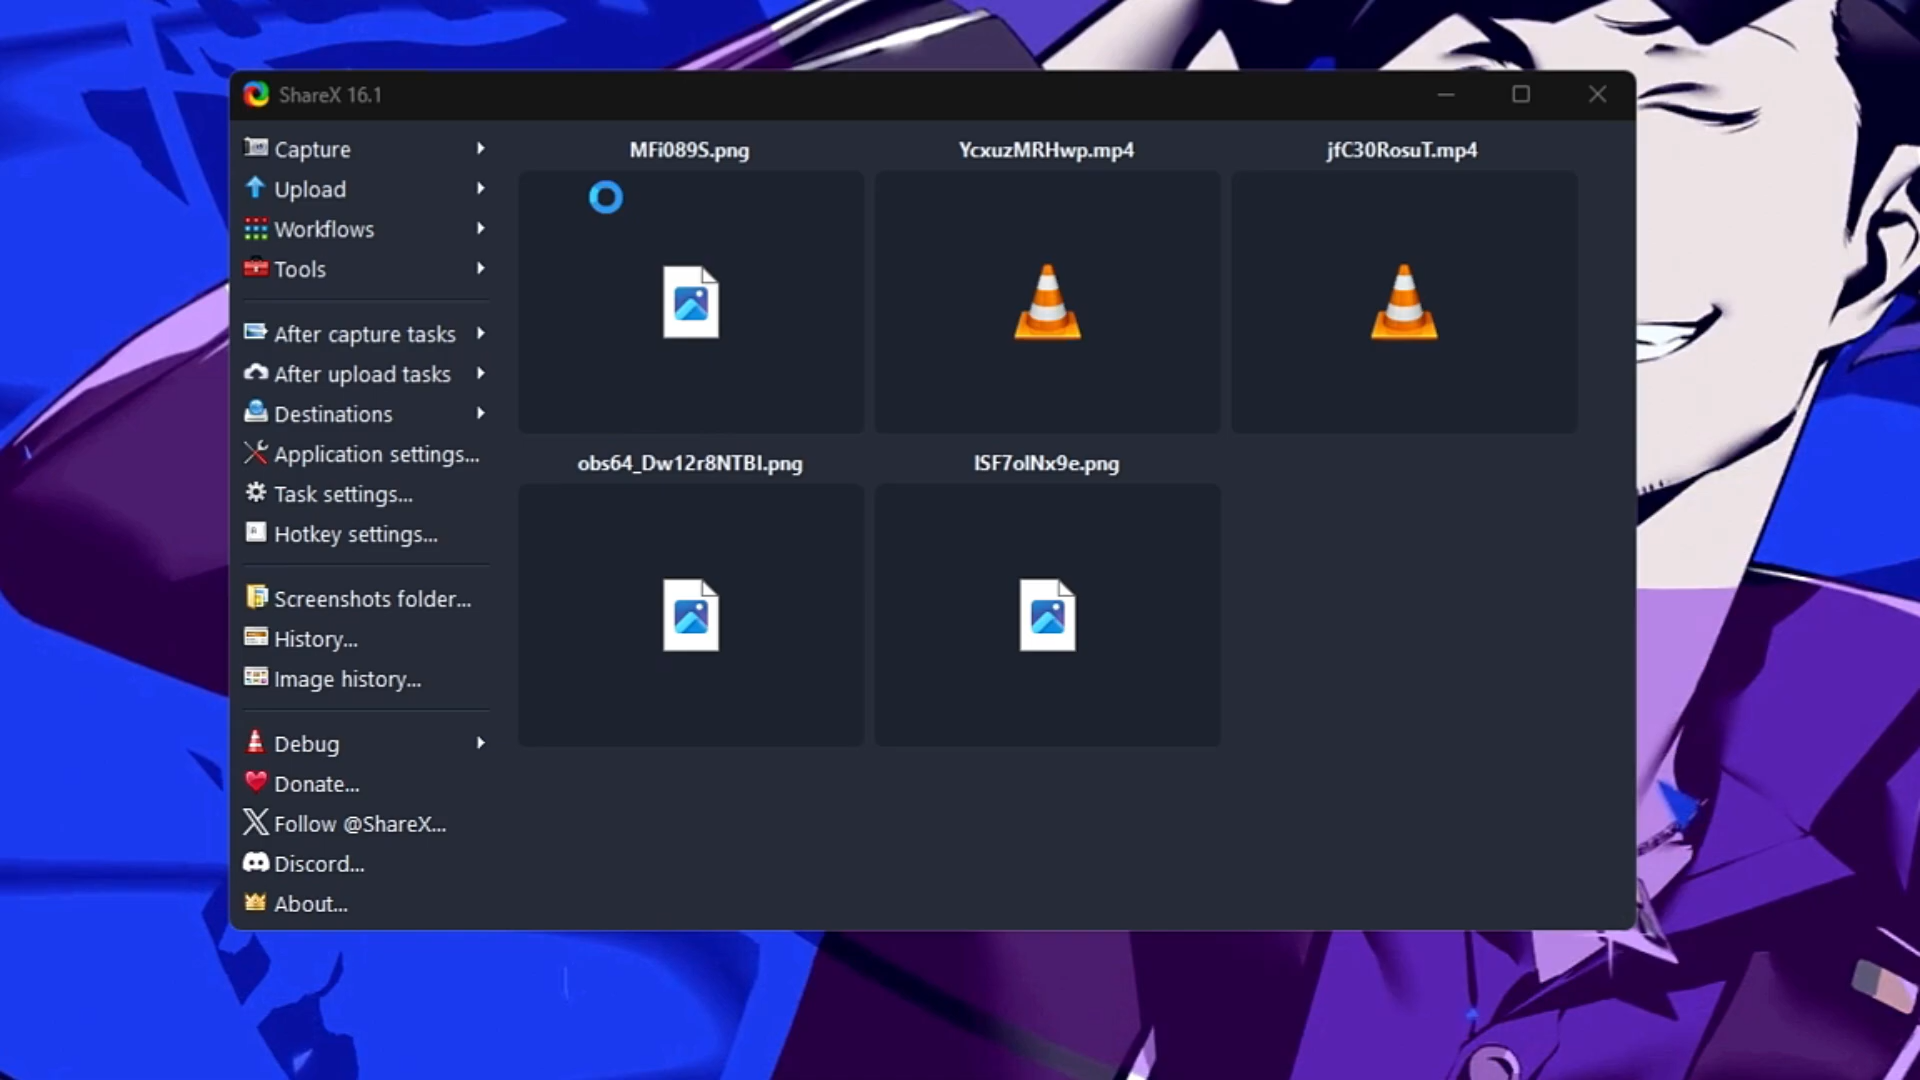 ShareX 16.1
Capture
Upload
Workflows
Tools
After capture tasks
After upload tasks
Destinations
Application settings...
Task settings...
Hotkey settings...
Screenshots folder...
History...
Image history...
Debug
Donate...
Follow @ShareX...
Discord...
About...
MFi089S.png
YcxuzMRHwp.mp4
jfC30RosuT.mp4
obs64_Dw12r8NTBI.png
ISF7olNx9e.png